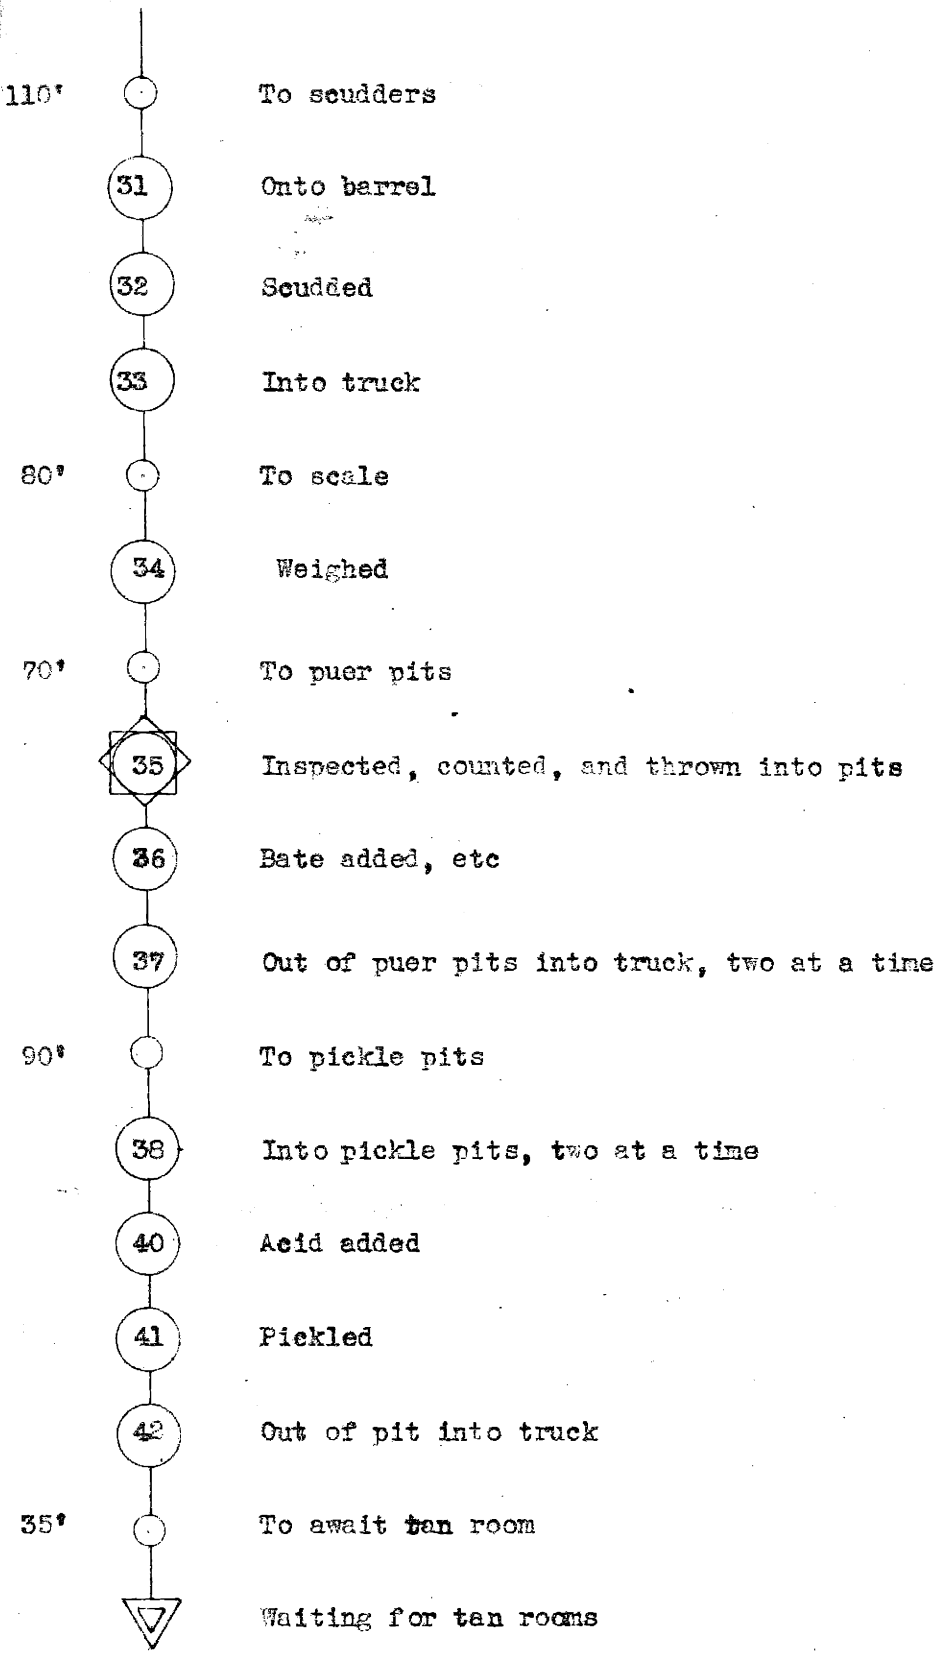 110' To scudders
31 Onto barrel
32 Scudded
33 Into truck
80' To scale
34 Weighed
70' To puer pits
35 Inspected, counted, and thrown into pits
36 Bate added, etc
37 Out of puer pits into truck, two at a time
90' To pickle pits
38 Into pickle pits, two at a time
40 Acid added
41 Pickled
42 Out of pit into truck
35' To await tan room
Waiting for tan rooms